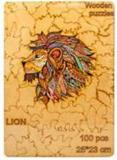 Wooden
puzzles
LION
100 pcs
25*23 cm